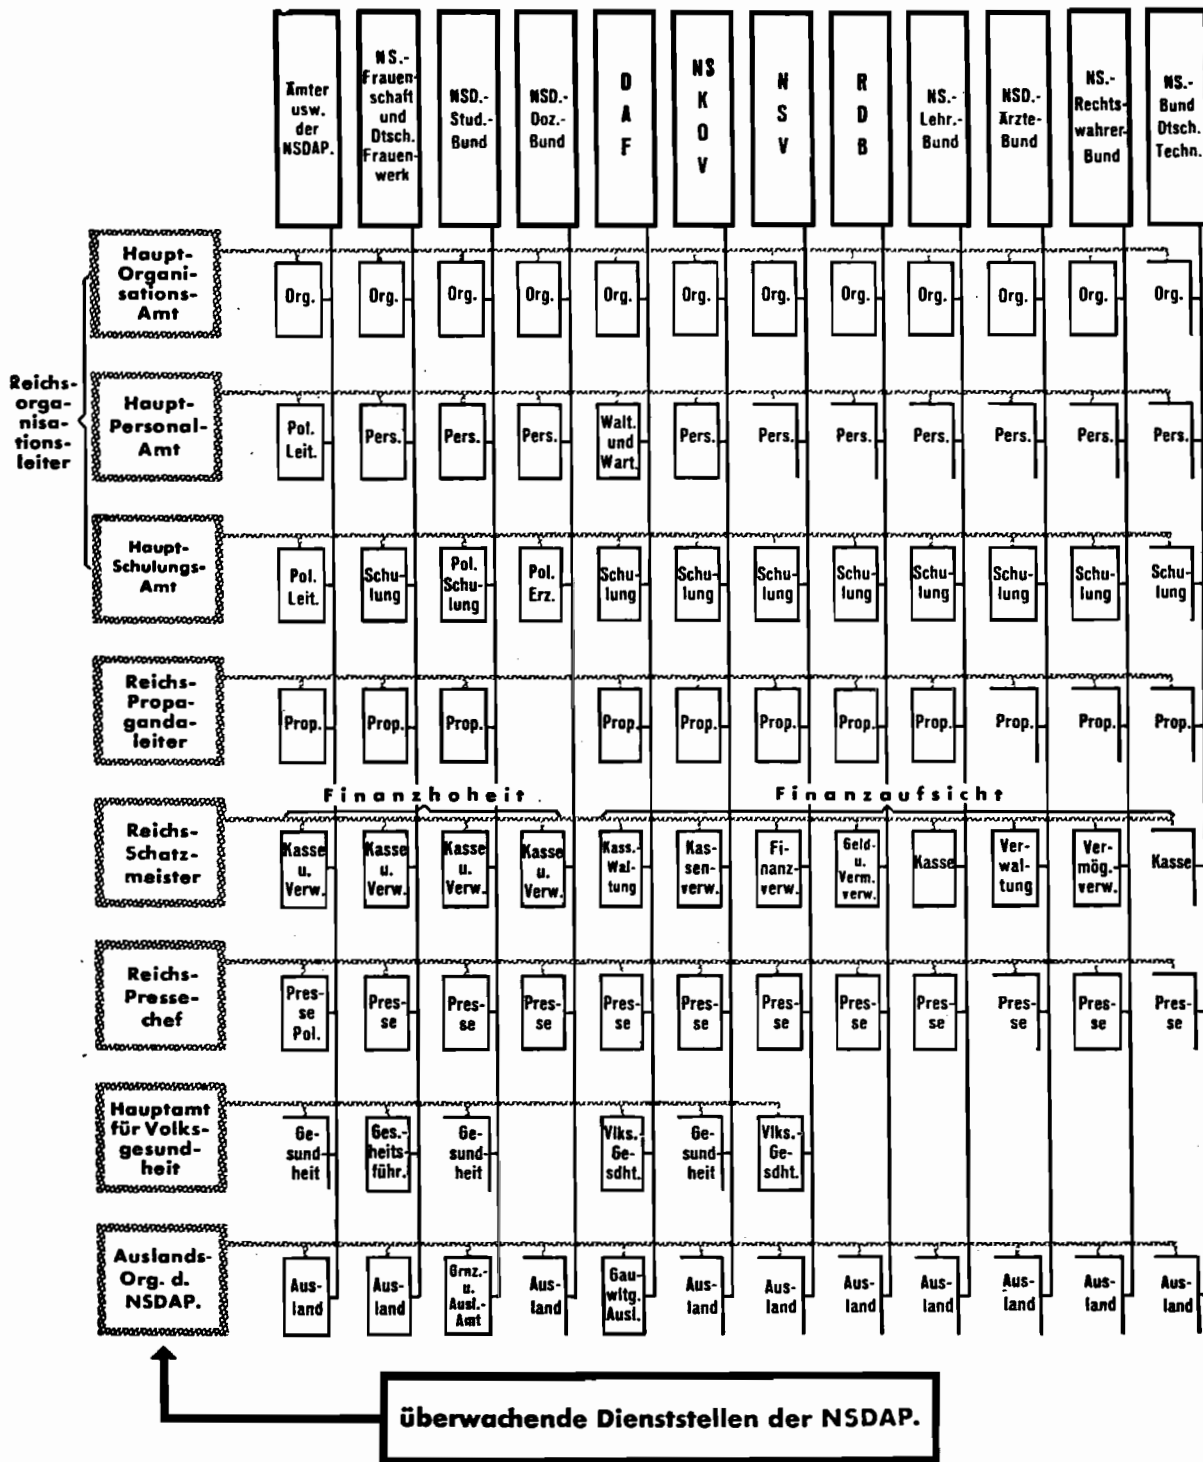 Ämter
usw.
der
NSDAP.
NS.-
Frauen-
schaft
und
Dtsch.
Frauen-
werk
NSD.-
Stud.-
Bund
NSD.-
Doz.-
Bund
D
A
F
NS
K
O
V
N
S
V
R
D
B
NS.-
Lehr.-
Bund
NSD.-
Ärzte-
Bund
NS.-
Rechts-
wahrer-
Bund
NS.-
Bund
Dtsch.
Techn.
Reichs-
orga-
nisa-
tions-
leiter
Haupt-
Organi-
sations-
Amt
Org.
Org.
Org.
Org.
Org.
Org.
Org.
Org.
Org.
Org.
Org.
Org.
Haupt-
Personal-
Amt
Pol.
Leit.
Pers.
Pers.
Pers.
Walt.
und
Wart.
Pers.
Pers.
Pers.
Pers.
Pers.
Pers.
Pers.
Haupt-
Schulungs-
Amt
Pol.
Leit.
Schu-
lung
Pol.
Schu-
lung
Pol.
Erz.
Schu-
lung
Schu-
lung
Schu-
lung
Schu-
lung
Schu-
lung
Schu-
lung
Schu-
lung
Schu-
lung
Reichs-
Propa-
ganda-
leiter
Prop.
Prop.
Prop.
Prop.
Prop.
Prop.
Prop.
Prop.
Prop.
Prop.
Prop.
Finanzhoheit
Finanzaufsicht
Reichs-
Schatz-
meister
Kasse
u.
Verw.
Kasse
u.
Verw.
Kasse
u.
Verw.
Kasse
u.
Verw.
Kass.-
Wal-
tung
Kas-
sen-
verw.
Fi-
nanz-
verw.
Geld-
u.
Verm.
verw.
Kasse
Ver-
wal-
tung
Ver-
mög.-
verw.
Kasse
Reichs-
Presse-
chef
Pres-
se
Pol.
Pres-
se
Pres-
se
Pres-
se
Pres-
se
Pres-
se
Pres-
se
Pres-
se
Pres-
se
Pres-
se
Pres-
se
Pres-
se
Hauptamt
für Volks-
gesund-
heit
Ge-
sund-
heit
Ges.-
heits-
führ.
Ge-
sund-
heit
Vlks.-
Ge-
sdht.
Ge-
sund-
heit
Vlks.-
Ge-
sdht.
Auslands-
Org. d.
NSDAP.
Aus-
land
Aus-
land
Grnz.-
u.
Ausl.-
Amt
Aus-
land
Gau-
wltg.
Ausl.
Aus-
land
Aus-
land
Aus-
land
Aus-
land
Aus-
land
Aus-
land
Aus-
land
überwachende Dienststellen der NSDAP.